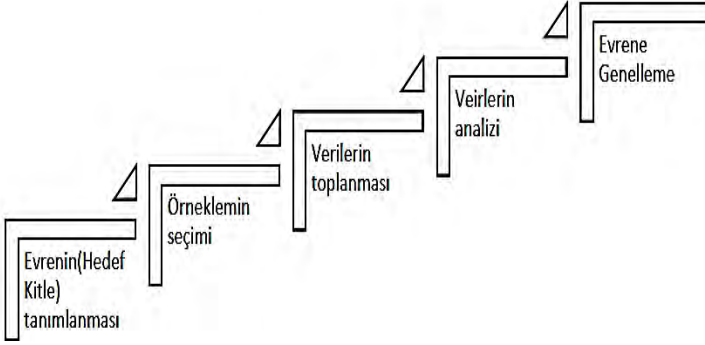 Evrenin(Hedef
Kitle)
tanımlanması
Örneklemin
seçimi
Verilerin
toplanması
Veirlerin
analizi
Evrene
Genelleme